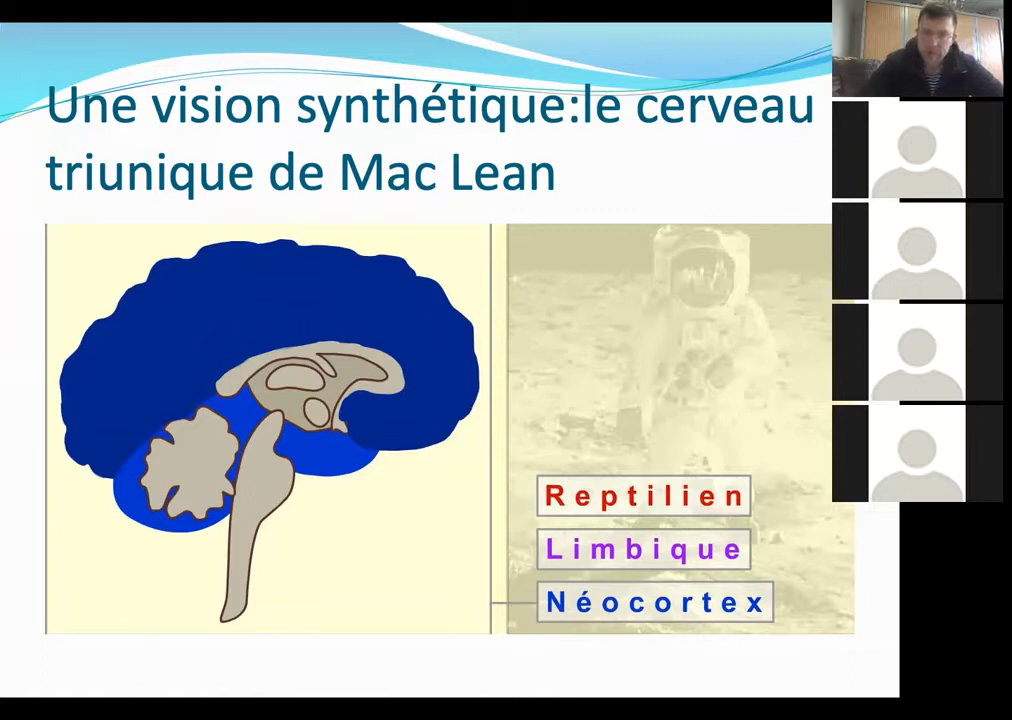 Une vision synthétique:le cerveau
triunique de Mac Lean
Reptilien
Limbique
Néocortex